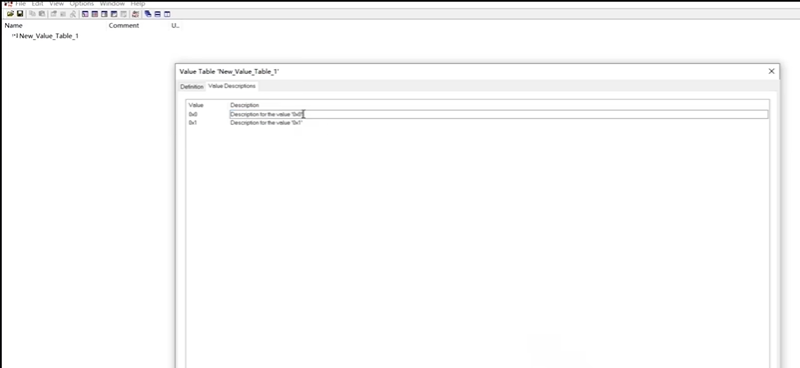 File Edit View Options Window Help
Name Comment U..
New_Value_Table_1
Value Table 'New_Value_Table_1'
Definition Value Descriptions
Value Description
0x0 Description for the value '0x0'
0x1 Description for the value '0x1'